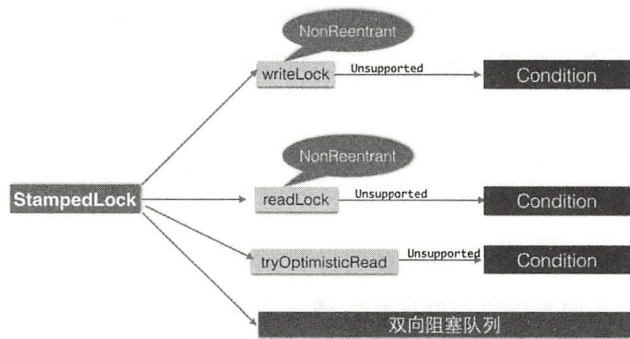 NonReentrant
writeLock
Unsupported
Condition
NonReentrant
StampedLock
readLock
Unsupported
Condition
tryOptimisticRead
Unsupported
Condition
双向阻塞队列